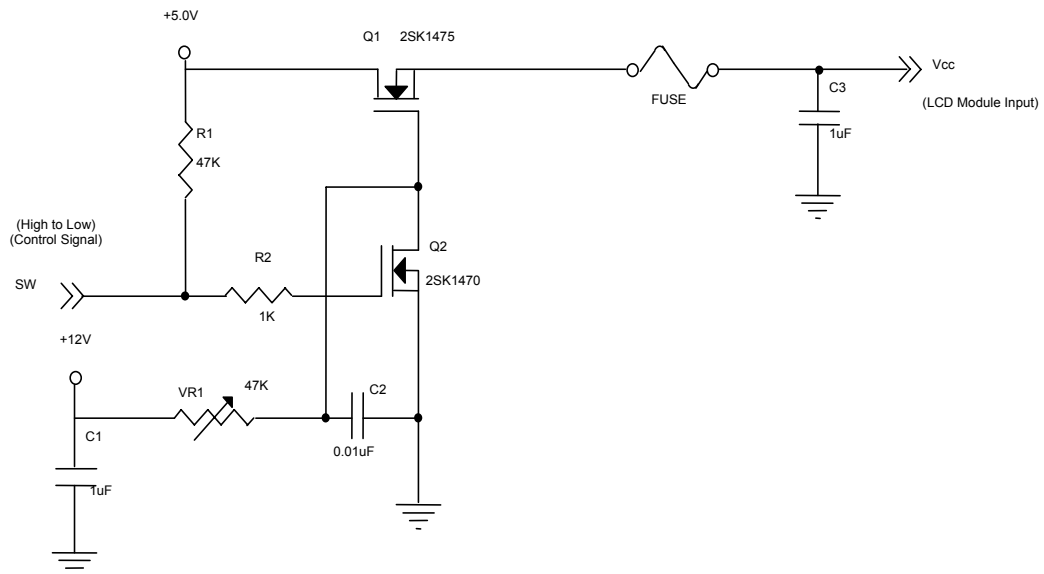 +5.0V
Q1 2SK1475
Vcc
FUSE
C3
(LCD Module Input)
R1
47K
1uF
(High to Low)
(Control Signal)
Q2
R2
SW
2SK1470
1K
+12V
VR1
47K
C2
C1
0.01uF
1uF